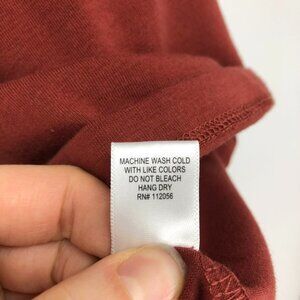 MACHINE WASH COLD
WITH LIKE COLORS
DO NOT BLEACH
HANG DRY
RN# 112056